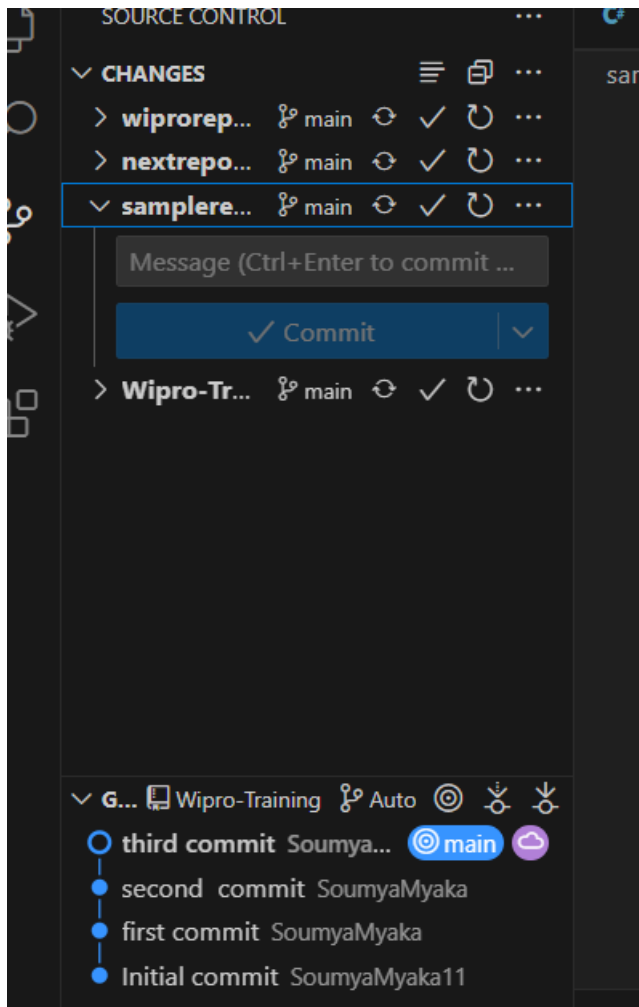 SOURCE CONTROL ...
CHANGES ...
wiprorep... main ...
nextrepo... main ...
samplere... main ...
Message (Ctrl+Enter to commit ...
Commit
Wipro-Tr... main ...
G... Wipro-Training Auto
third commit Soumya... main
second  commit SoumyaMyaka
first commit SoumyaMyaka
Initial commit SoumyaMyaka11